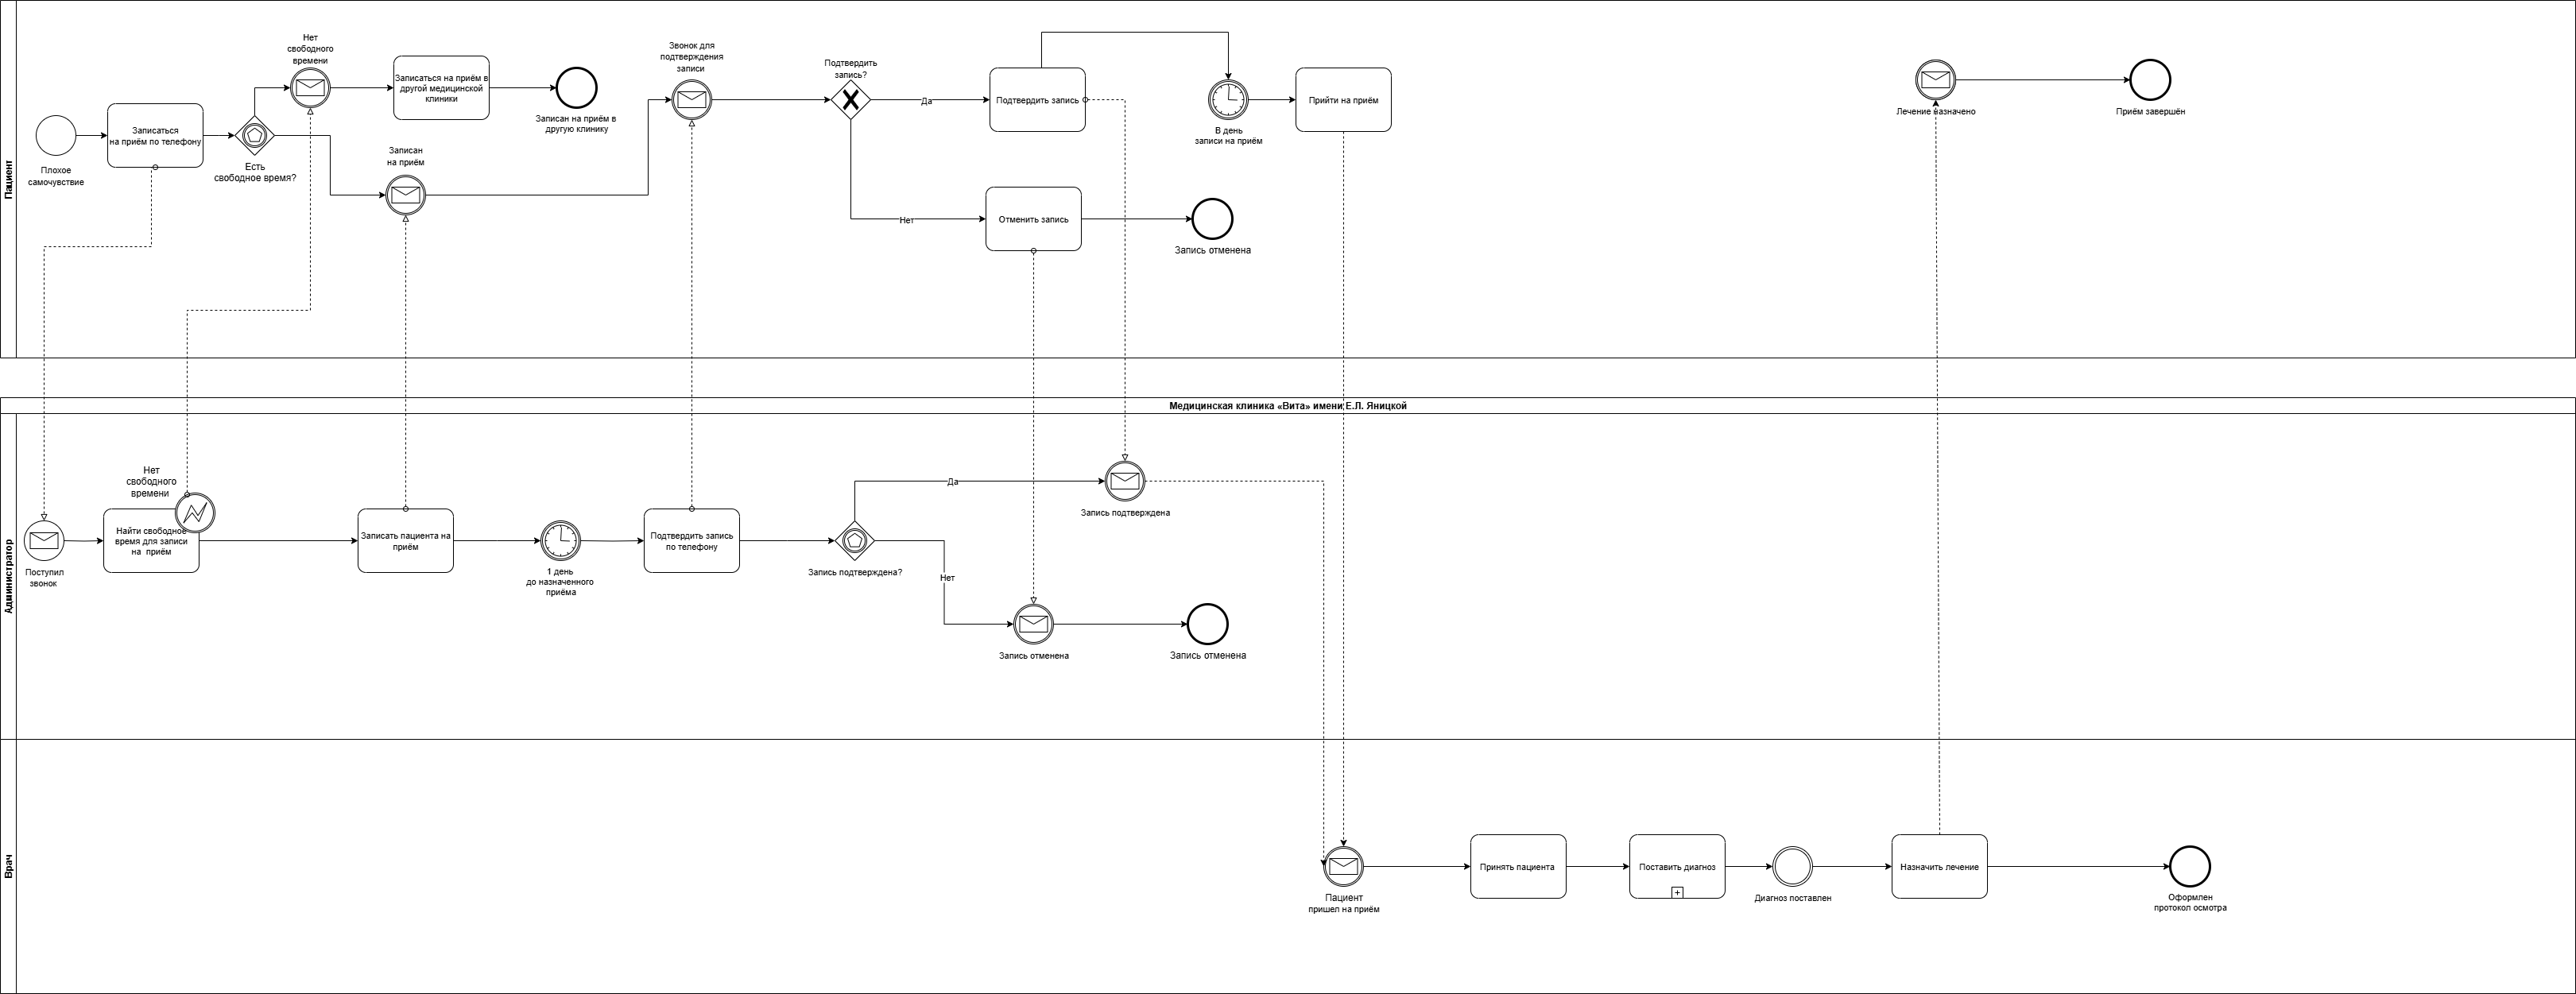 Пациент
Плохое
самочувствие
Записаться
на приём по телефону
Есть
свободное время?
Нет
свободного
времени
Записаться на приём в
другой медицинской
клиники
Записан на приём в
другую клинику
Записан
на приём
Звонок для
подтверждения
записи
Подтвердить
запись?
Да
Подтвердить запись
Нет
Отменить запись
Запись отменена
В день
записи на приём
Прийти на приём
Лечение назначено
Приём завершён
Медицинская клиника «Вита» имени Е.Л. Яницкой
Администратор
Поступил
звонок
Нет
свободного
времени
Найти свободное
время для записи
на приём
Записать пациента на
приём
1 день
до назначенного
приёма
Подтвердить запись
по телефону
Запись подтверждена?
Да
Запись подтверждена
Нет
Запись отменена
Запись отменена
Врач
Пациент
пришел на приём
Принять пациента
Поставить диагноз
Диагноз поставлен
Назначить лечение
Оформлен
протокол осмотра